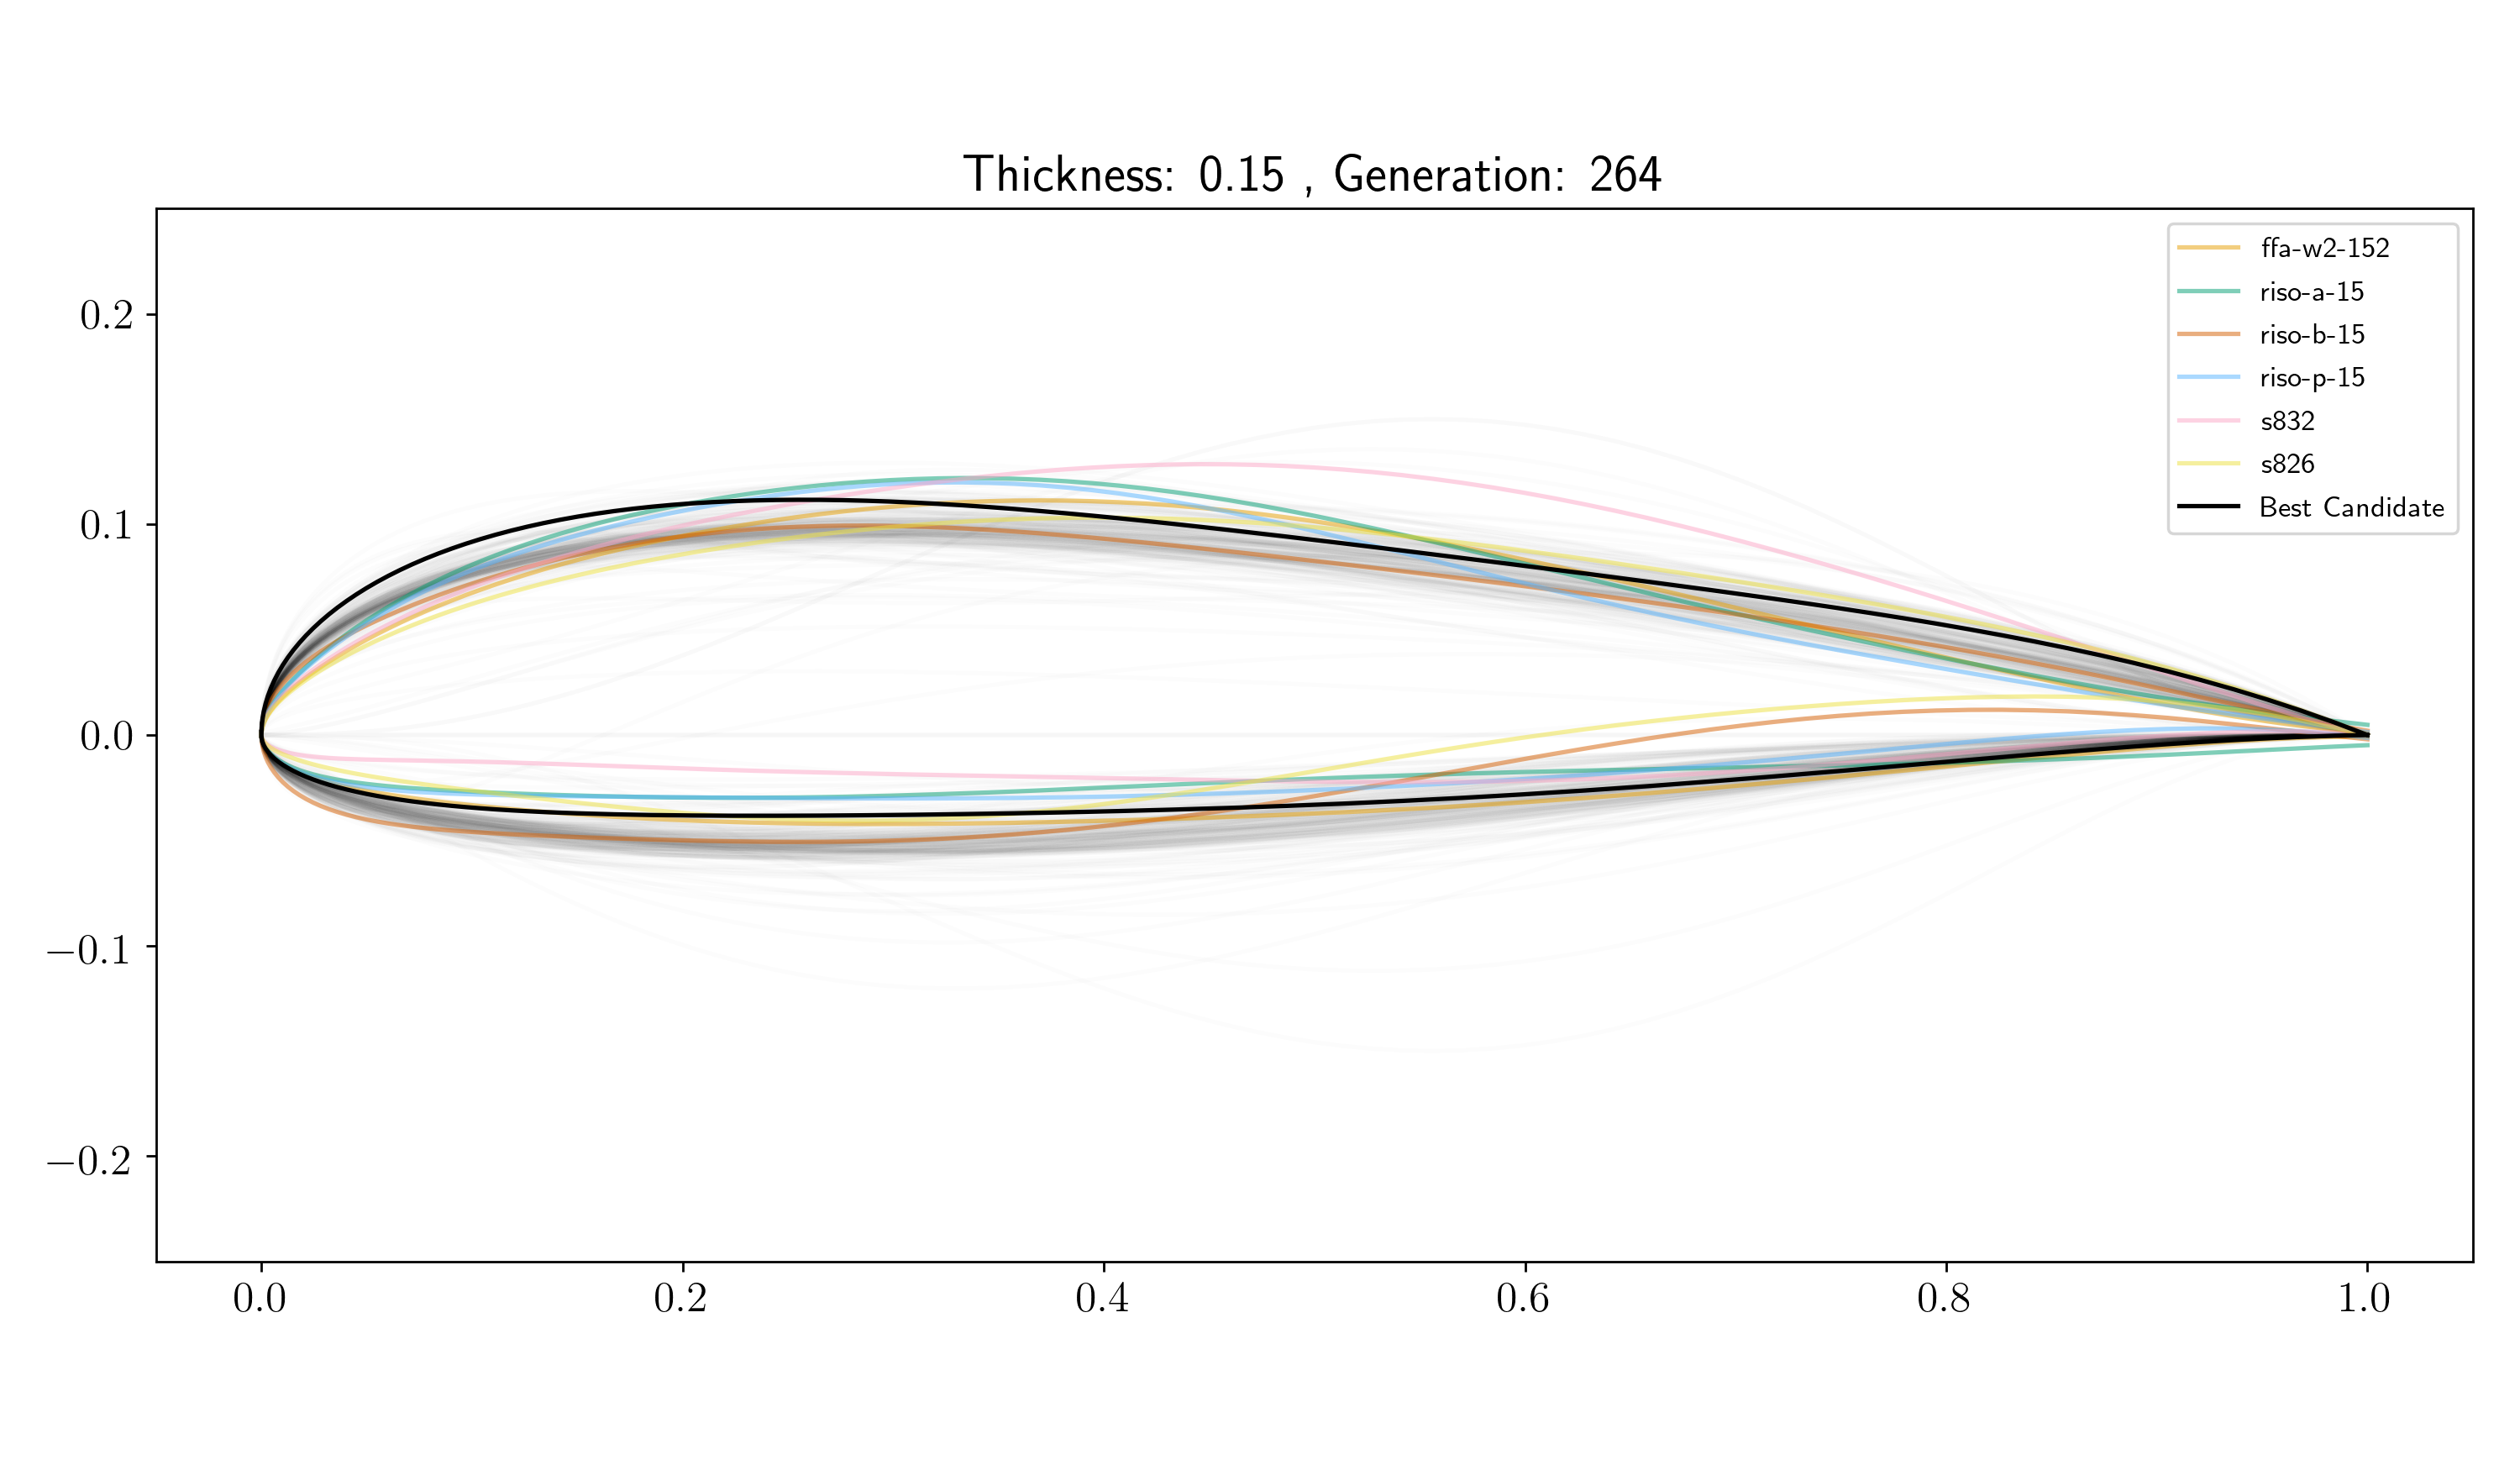 Thickness: 0.15 , Generation: 264
ffa-w2-152
riso-a-15
riso-b-15
riso-p-15
s832
s826
Best Candidate
0.2
0.1
0.0
−0.1
−0.2
0.0 0.2 0.4 0.6 0.8 1.0